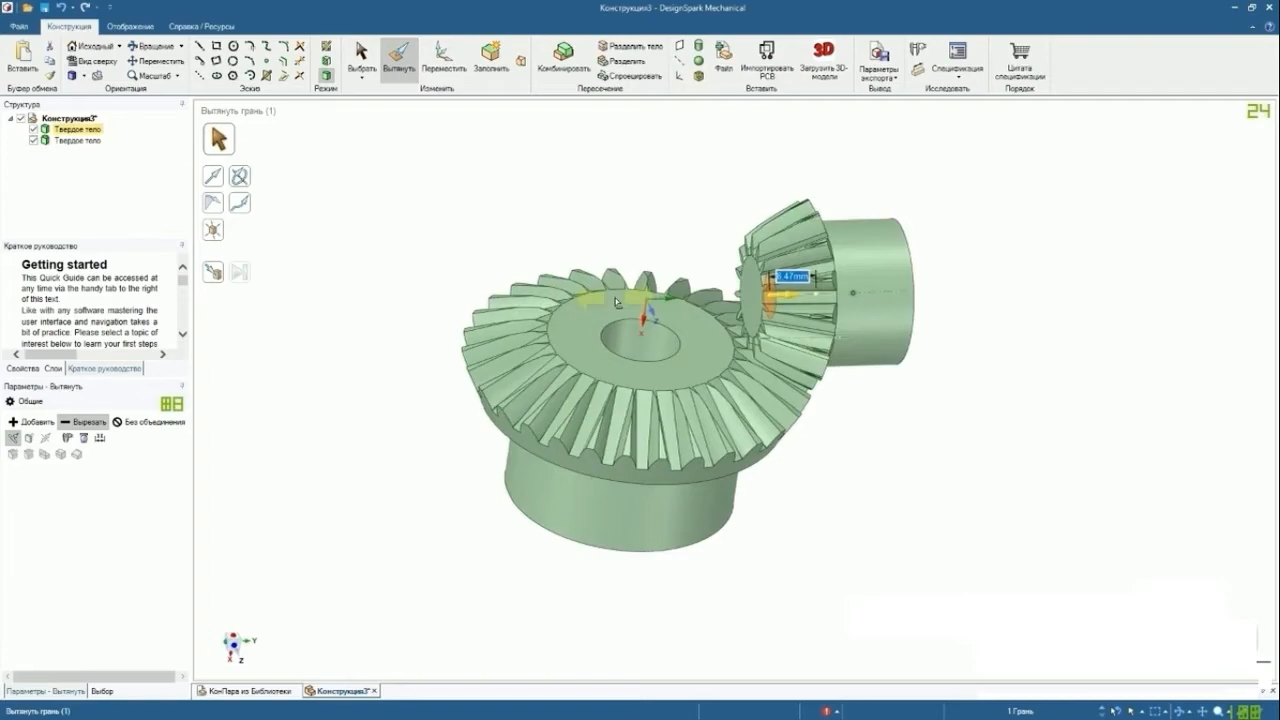 Конструкция3 - DesignSpark Mechanical
Файл Конструкция Отображение Справка / Ресурсы
Вставить
Исходный Вращение
Вид сверху Переместить
Масштаб
Выбрать Вытянуть Переместить Заполнить
Комбинировать
Разделить тело
Разделить
Спроецировать
Файл Импортировать PCB Загрузить 3D-модели
Параметры экспорта
Спецификация
Цитата спецификации
Буфер обмена Ориентация Эскиз Режим Изменить Пересечение Вставить Вывод Исследовать Порядок
Структура
Конструкция3*
Твердое тело
Твердое тело
Вытянуть грань (1)
24
Краткое руководство
Getting started
This Quick Guide can be accessed at
any time via the handy tab to the right
of this text.
Like with any software mastering the
user interface and navigation takes a
bit of practice. Please select a topic of
interest below to learn your first steps
Свойства Слои Краткое руководство
Параметры - Вытянуть
Общие
Добавить Вырезать Без объединения
Y
X Z
Параметры - Вытянуть Выбор
КонПара из Библиотеки Конструкция3*
Вытянуть грань (1)
1 Грань